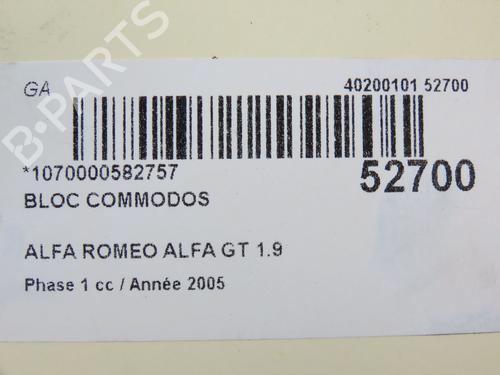 GA
40200101 52700
*1070000582757
52700
BLOC COMMODOS
ALFA ROMEO ALFA GT 1.9
Phase 1 cc / Année 2005
B-PARTS